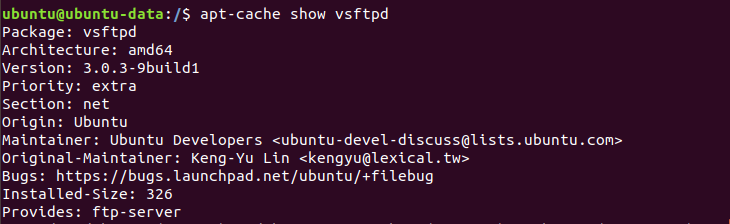 ubuntu@ubuntu-data:/$ apt-cache show vsftpd
Package: vsftpd
Architecture: amd64
Version: 3.0.3-9build1
Priority: extra
Section: net
Origin: Ubuntu
Maintainer: Ubuntu Developers <ubuntu-devel-discuss@lists.ubuntu.com>
Original-Maintainer: Keng-Yu Lin <kengyu@lexical.tw>
Bugs: https://bugs.launchpad.net/ubuntu/+filebug
Installed-Size: 326
Provides: ftp-server